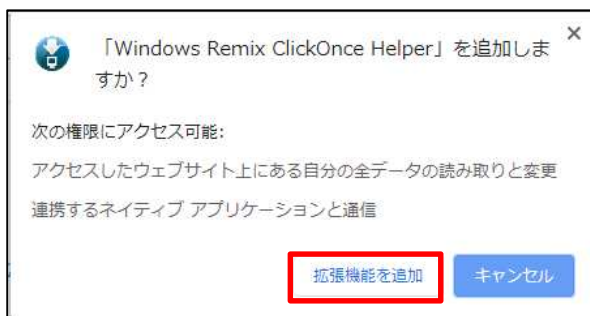 「Windows Remix ClickOnce Helper」を追加しま
すか？
次の権限にアクセス可能:
アクセスしたウェブサイト上にある自分の全データの読み取りと変更
連携するネイティブ アプリケーションと通信
拡張機能を追加
キャンセル